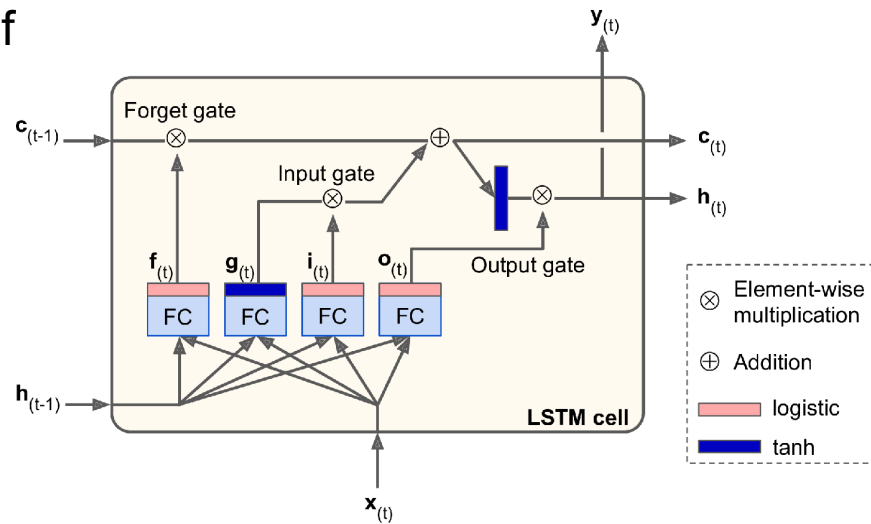 f
y(t)
Forget gate
c(t-1)
c(t)
Input gate
h(t)
f(t) g(t) i(t) o(t)
Output gate
FC FC FC FC
Element-wise
multiplication
Addition
h(t-1)
LSTM cell
logistic
tanh
x(t)